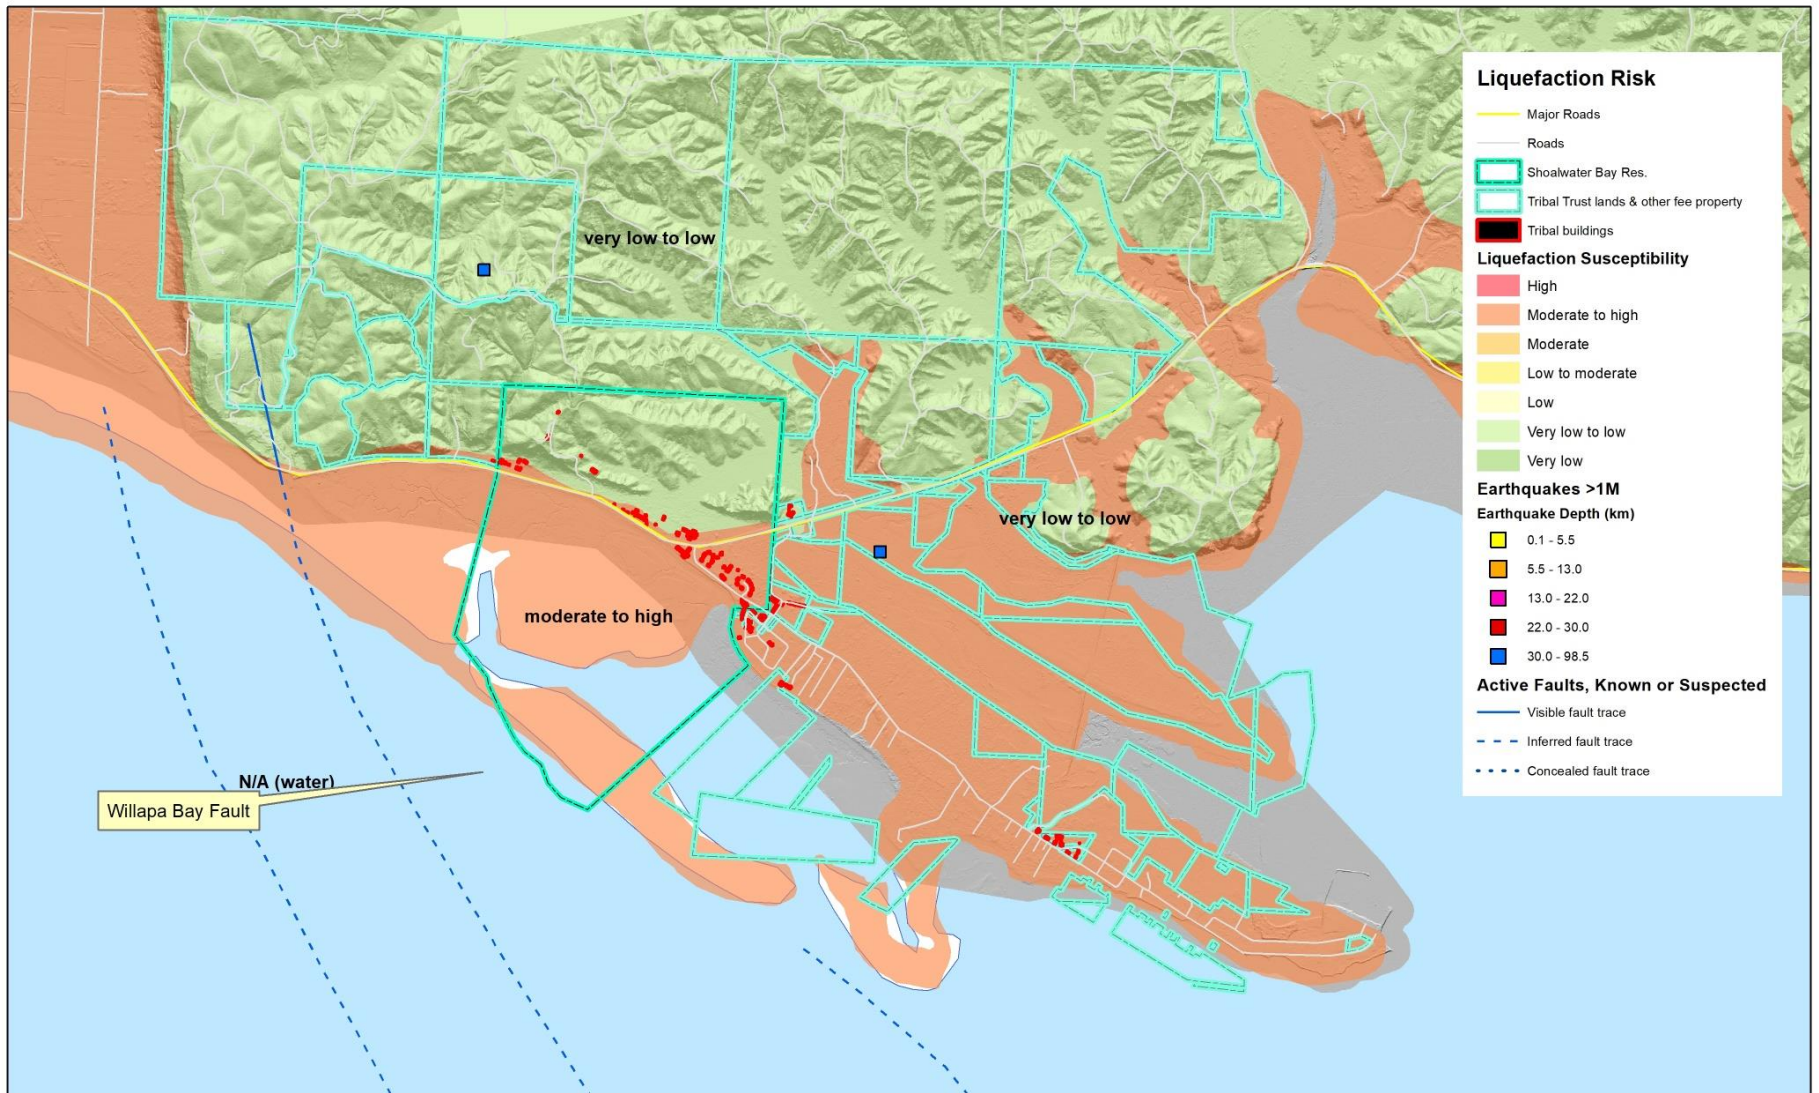 very low to low
very low to low
moderate to high
N/A (water)
Willapa Bay Fault
Liquefaction Risk
Major Roads
Roads
Shoalwater Bay Res.
Tribal Trust lands & other fee property
Tribal buildings
Liquefaction Susceptibility
High
Moderate to high
Moderate
Low to moderate
Low
Very low to low
Very low
Earthquakes >1M
Earthquake Depth (km)
0.1 - 5.5
5.5 - 13.0
13.0 - 22.0
22.0 - 30.0
30.0 - 98.5
Active Faults, Known or Suspected
Visible fault trace
Inferred fault trace
Concealed fault trace